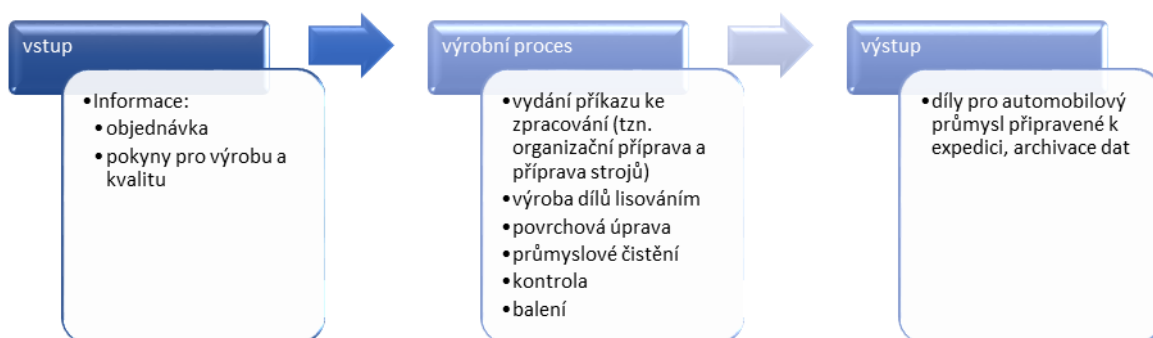 vstup
•Informace:
•objednávka
•pokyny pro výrobu a
kvalitu
výrobní proces
•vydání příkazu ke
zpracování (tzn.
organizační příprava a
příprava strojů)
•výroba dílů lisováním
•povrchová úprava
•průmyslové čistění
•kontrola
•balení
výstup
•díly pro automobilový
průmysl připravené k
expedici, archivace dat